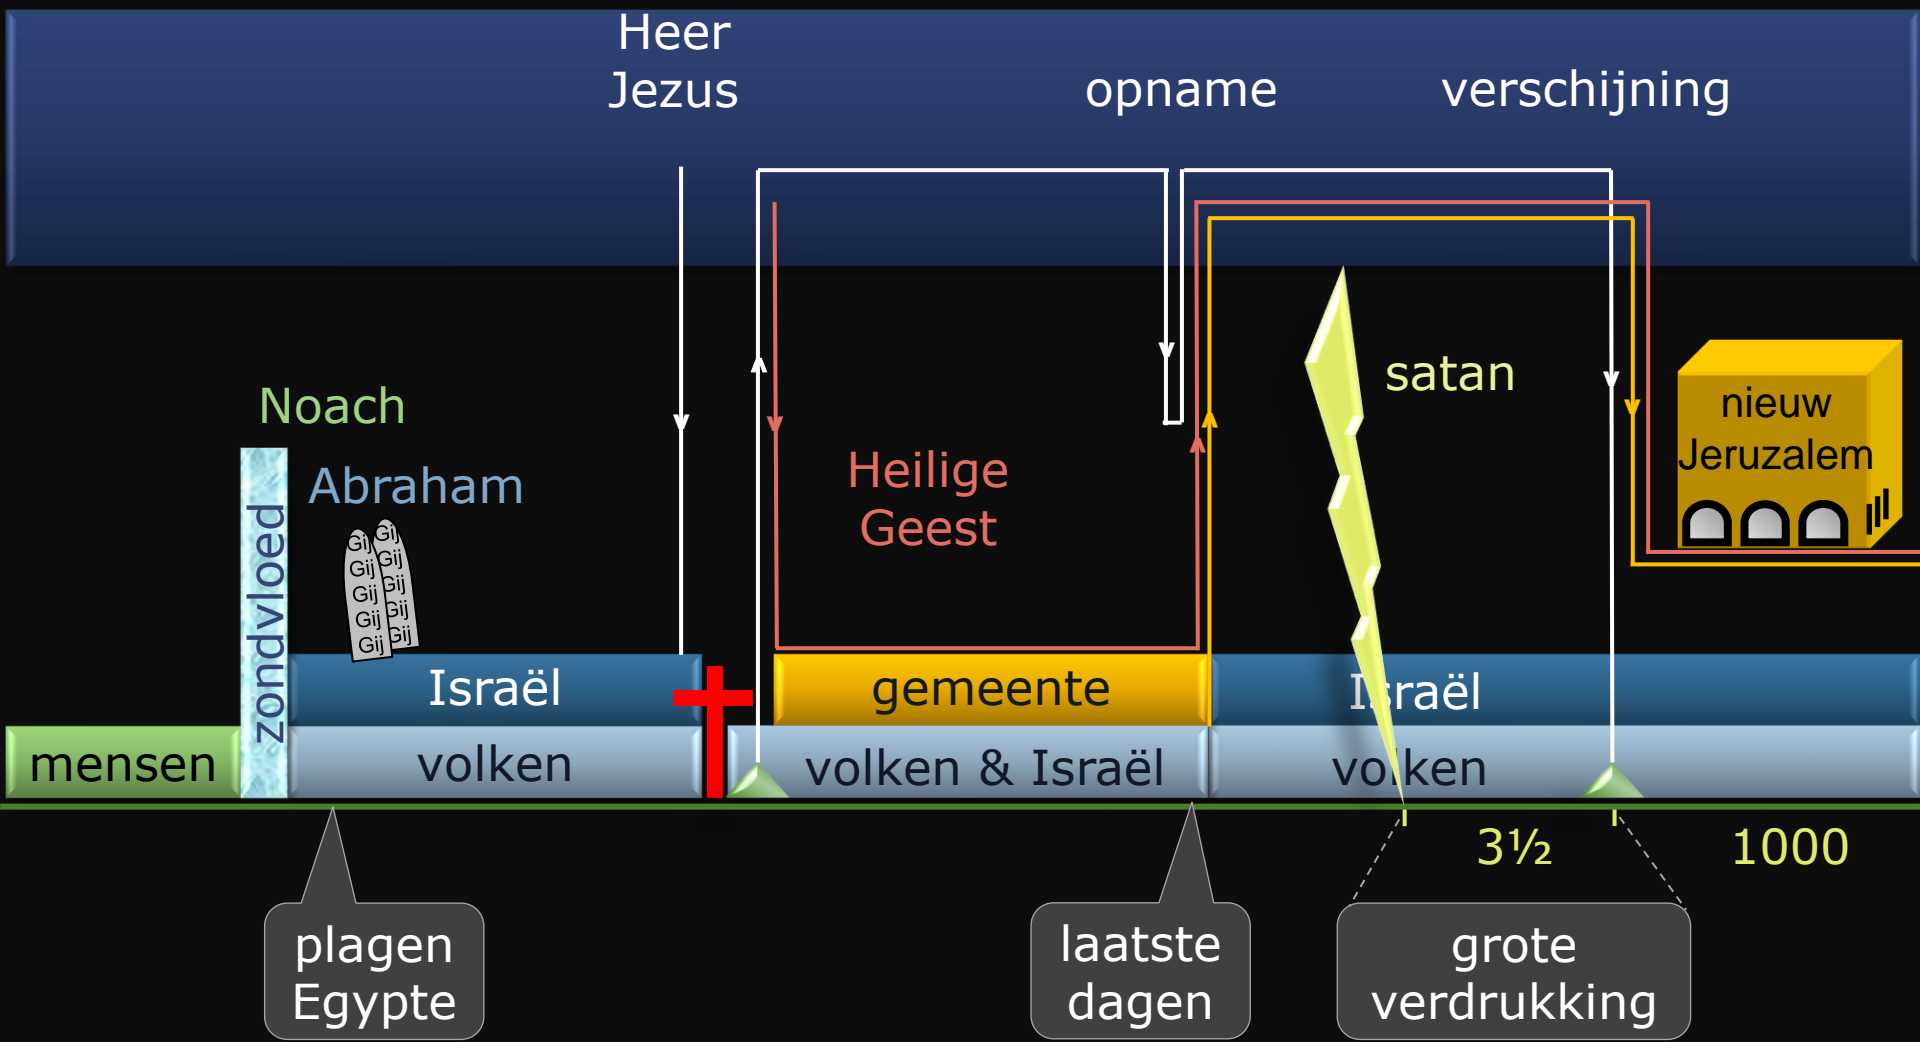 Heer
Jezus
opname
verschijning
satan
Noach
nieuw
Jeruzalem
Abraham
Heilige
Geest
zondvloed
Gij
Gij
Gij
Gij
Gij
Gij
Gij
Gij
Gij
Gij
Israël
gemeente
Israël
mensen
volken
volken & Israël
volken
3½
1000
plagen
Egypte
laatste
dagen
grote
verdrukking